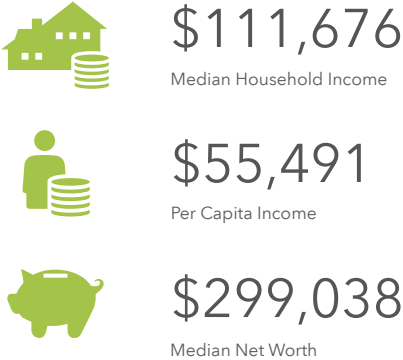 $111,676
Median Household Income
$55,491
Per Capita Income
$299,038
Median Net Worth